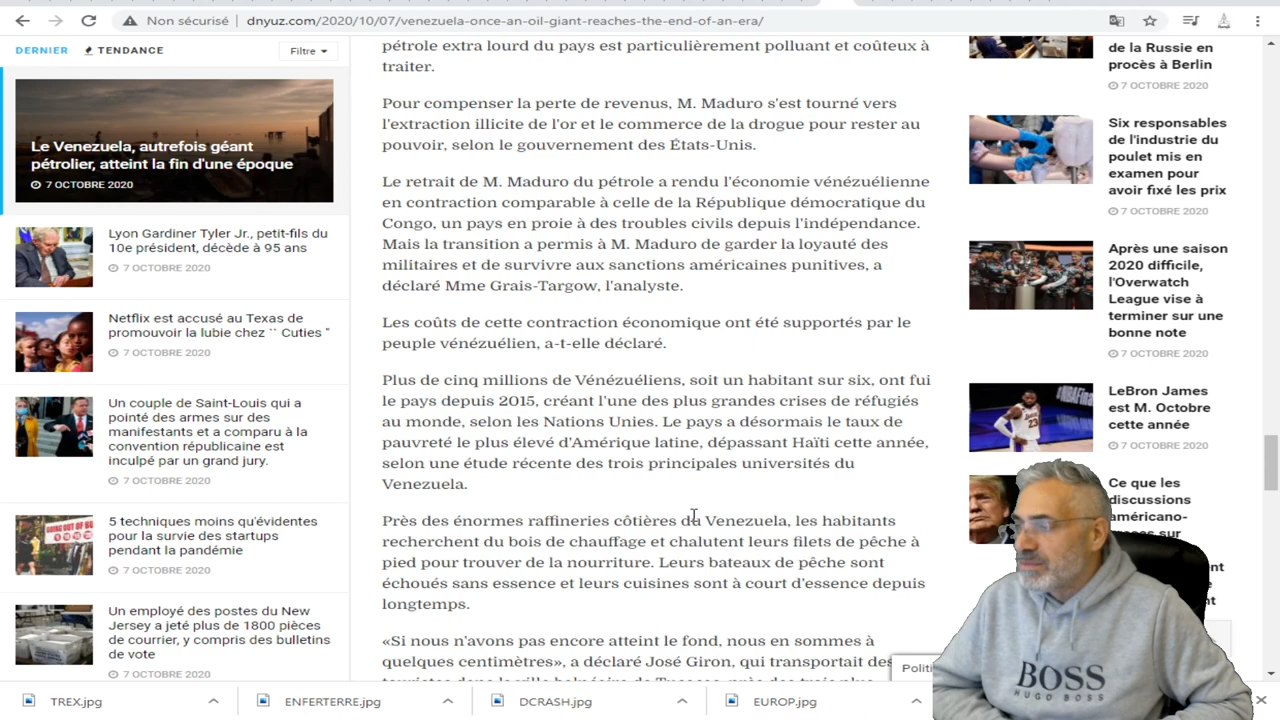 Non sécurisé
dnyuz.com/2020/10/07/venezuela-once-an-oil-giant-reaches-the-end-of-an-era/
DERNIER
TENDANCE
Filtre
Le Venezuela, autrefois géant
pétrolier, atteint la fin d'une époque
7 OCTOBRE 2020
Lyon Gardiner Tyler Jr., petit-fils du
10e président, décède à 95 ans
7 OCTOBRE 2020
Netflix est accusé au Texas de
promouvoir la lubie chez `` Cuties "
7 OCTOBRE 2020
Un couple de Saint-Louis qui a
pointé des armes sur des
manifestants et a comparu à la
convention républicaine est
inculpé par un grand jury.
7 OCTOBRE 2020
5 techniques moins qu'évidentes
pour la survie des startups
pendant la pandémie
7 OCTOBRE 2020
Un employé des postes du New
Jersey a jeté plus de 1800 pièces
de courrier, y compris des bulletins
de vote
7 OCTOBRE 2020
pétrole extra lourd du pays est particulièrement polluant et coûteux à
traiter.
Pour compenser la perte de revenus, M. Maduro s'est tourné vers
l'extraction illicite de l'or et le commerce de la drogue pour rester au
pouvoir, selon le gouvernement des États-Unis.
Le retrait de M. Maduro du pétrole a rendu l'économie vénézuélienne
en contraction comparable à celle de la République démocratique du
Congo, un pays en proie à des troubles civils depuis l'indépendance.
Mais la transition a permis à M. Maduro de garder la loyauté des
militaires et de survivre aux sanctions américaines punitives, a
déclaré Mme Grais-Targow, l'analyste.
Les coûts de cette contraction économique ont été supportés par le
peuple vénézuélien, a-t-elle déclaré.
Plus de cinq millions de Vénézuéliens, soit un habitant sur six, ont fui
le pays depuis 2015, créant l'une des plus grandes crises de réfugiés
au monde, selon les Nations Unies. Le pays a désormais le taux de
pauvreté le plus élevé d'Amérique latine, dépassant Haïti cette année,
selon une étude récente des trois principales universités du
Venezuela.
Près des énormes raffineries côtières du Venezuela, les habitants
recherchent du bois de chauffage et chalutent leurs filets de pêche à
pied pour trouver de la nourriture. Leurs bateaux de pêche sont
échoués sans essence et leurs cuisines sont à court d'essence depuis
longtemps.
«Si nous n'avons pas encore atteint le fond, nous en sommes à
quelques centimètres», a déclaré José Giron, qui transportait des
de la Russie en
procès à Berlin
7 OCTOBRE 2020
Six responsables
de l'industrie du
poulet mis en
examen pour
avoir fixé les prix
7 OCTOBRE 2020
Après une saison
2020 difficile,
l'Overwatch
League vise à
terminer sur une
bonne note
7 OCTOBRE 2020
LeBron James
est M. Octobre
cette année
7 OCTOBRE 2020
Ce que les
discussions
américano-
sur
Politi
BOSS
HUGO BOSS
TREX.jpg
ENFERTERRE.jpg
DCRASH.jpg
EUROP.jpg